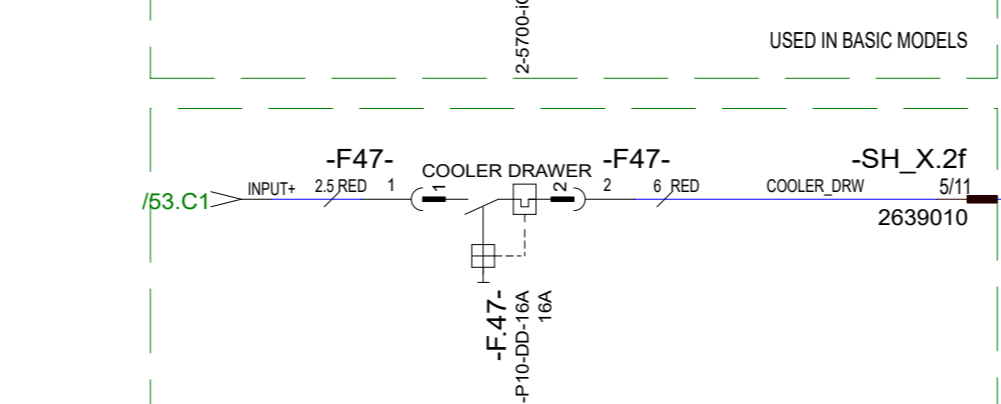 2-5700-i
USED IN BASIC MODELS
-F47-
COOLER DRAWER
-F47-
-SH_X.2f
/53.C1
INPUT+
2.5 RED
1
1
2
2
6 RED
COOLER_DRW
5/11
2639010
-F.47-
-P10-DD-16A
16A